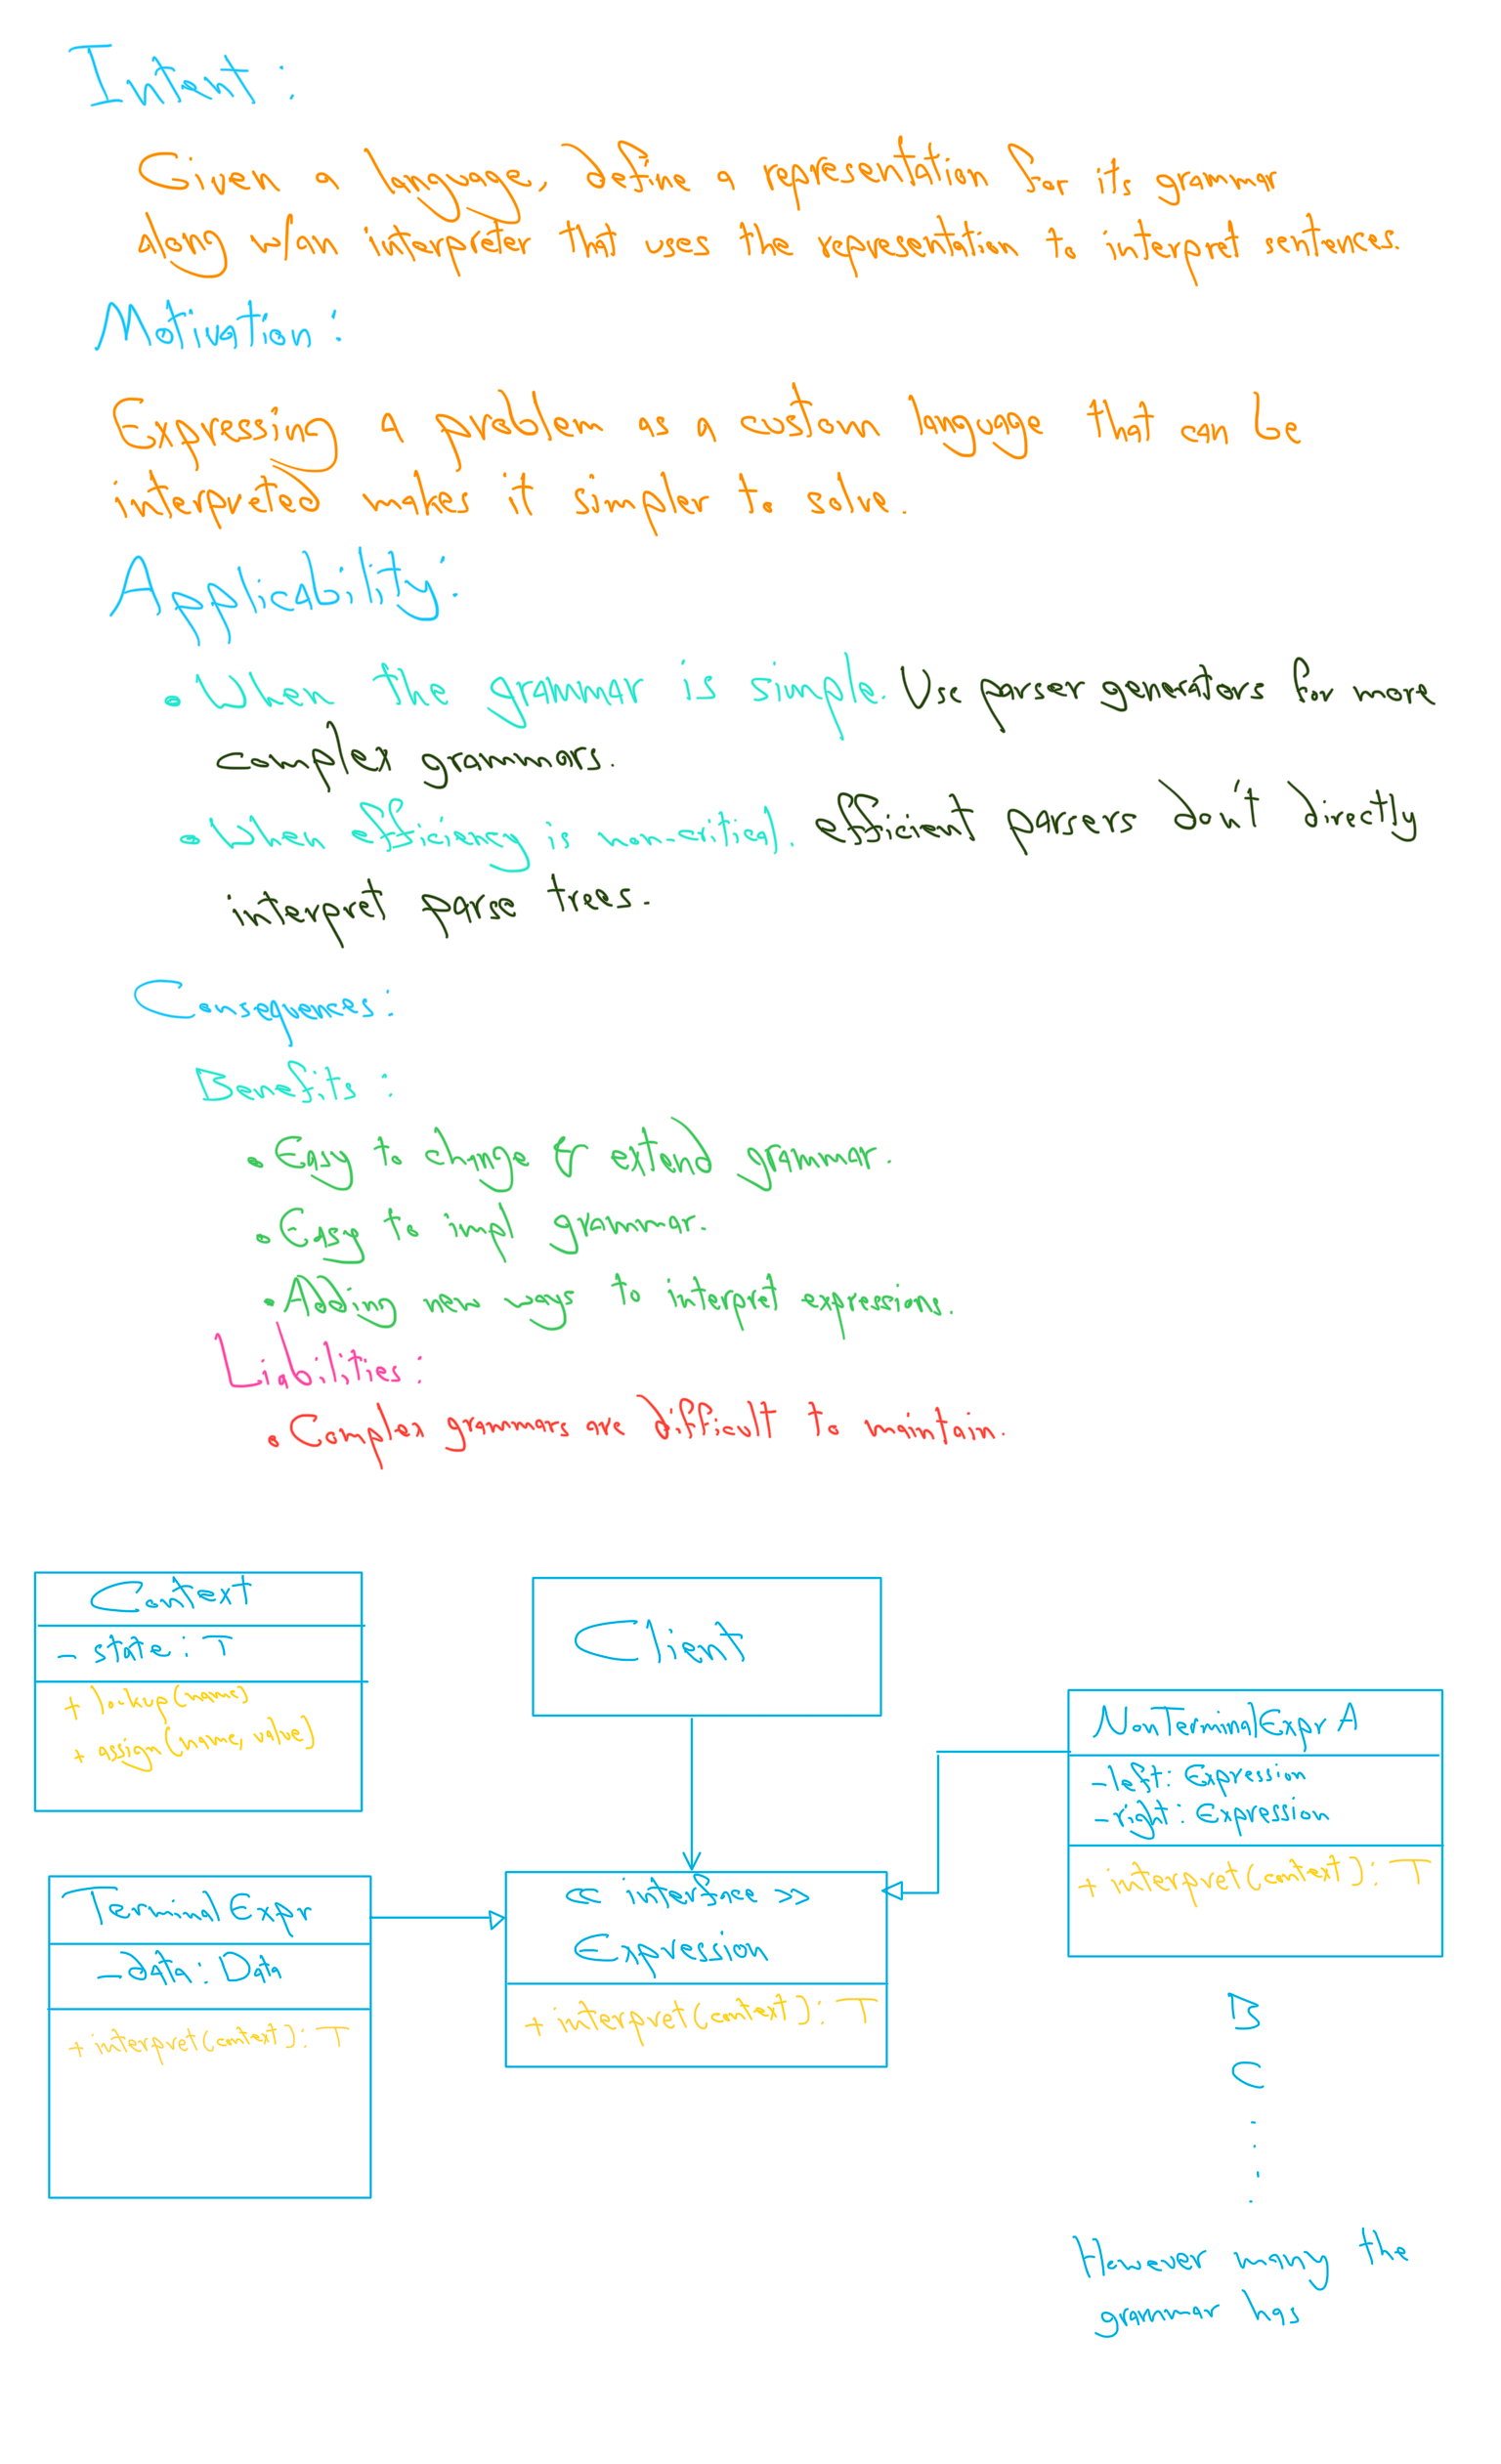 Intent:
Given a language, define a representation for its grammar
along w/an interpreter that uses the representation to interpret sentences.
Motivation:
Expressing a problem as a custom language that can be
interpreted makes it simpler to solve.
Applicability:
• When the grammar is simple. Use parser generators for more
complex grammars.
• When efficiency is non-critical. Efficient parsers don't directly
interpret parse trees.
Consequences:
Benefits:
• Easy to change & extend grammar.
• Easy to impl grammar.
• Adding new ways to interpret expressions.
Liabilities:
• Complex grammars are difficult to maintain.
Context
- state: T
+ lookup(name)
+ assign(name, value)
Client
NonTerminalExpr A
- left: Expression
- right: Expression
+ interpret(context): T
TerminalExpr
- data: Data
+ interpret(context): T
<< interface >>
Expression
+ interpret(context): T
B
C
However many the
grammar has